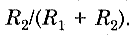 R₂/(R₁ + R₂).